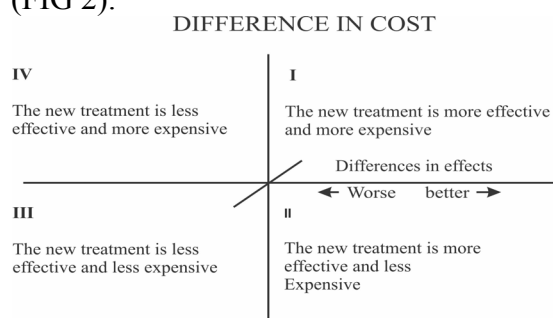 (FIG 2).
DIFFERENCE IN COST
IV
The new treatment is less
effective and more expensive
I
The new treatment is more effective
and more expensive
Differences in effects
← Worse better →
III
The new treatment is less
effective and less expensive
II
The new treatment is more
effective and less
Expensive